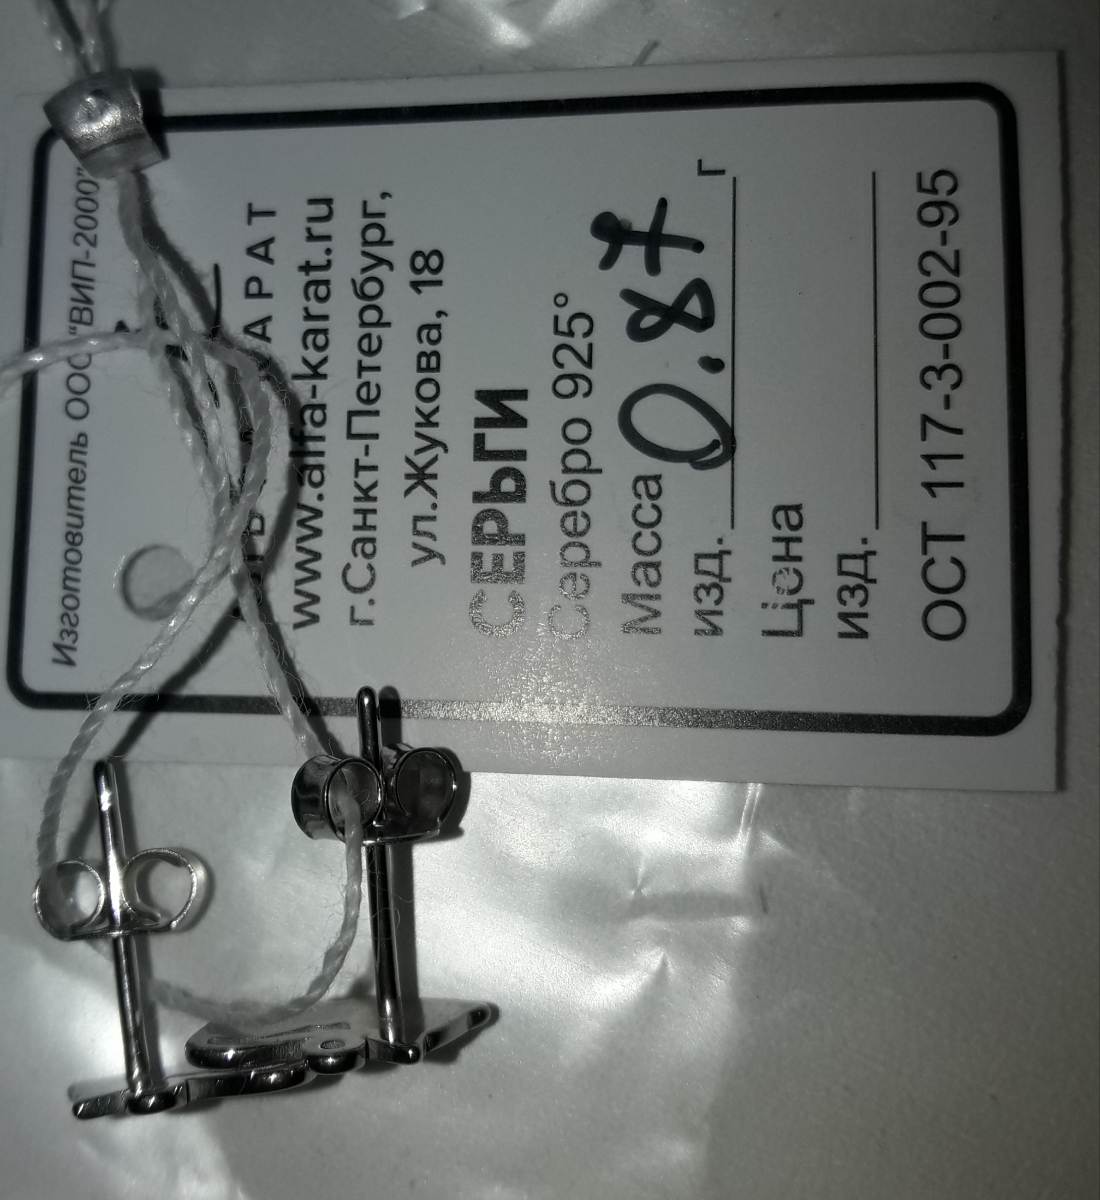 Изготовитель ООО "ВИП-2000"
КАРАТ
www.alfa-karat.ru
г.Санкт-Петербург,
ул.Жукова, 18
СЕРЬГИ
Серебро 925°
Масса 0.87
изд. г
Цена
изд.
ОСТ 117-3-002-95